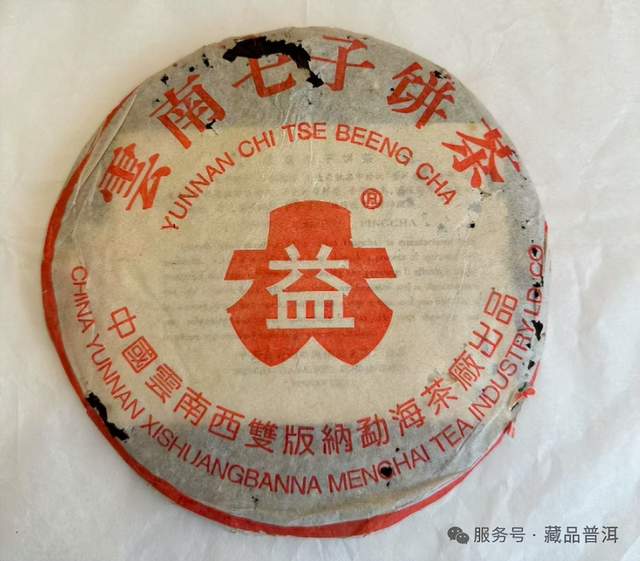 雲南七子饼茶
YUNNAN CHI TSE BEENG CHA
®
益
中國雲南西雙版納勐海茶廠出品
CHINA YUNNAN XISHUANGBANNA MENGHAI TEA INDUSTRY LD CO
服务号·藏品普洱